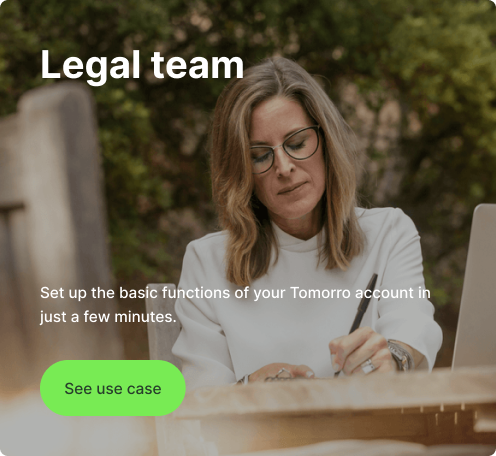 Legal team
Set up the basic functions of your Tomorro account in
just a few minutes.
See use case